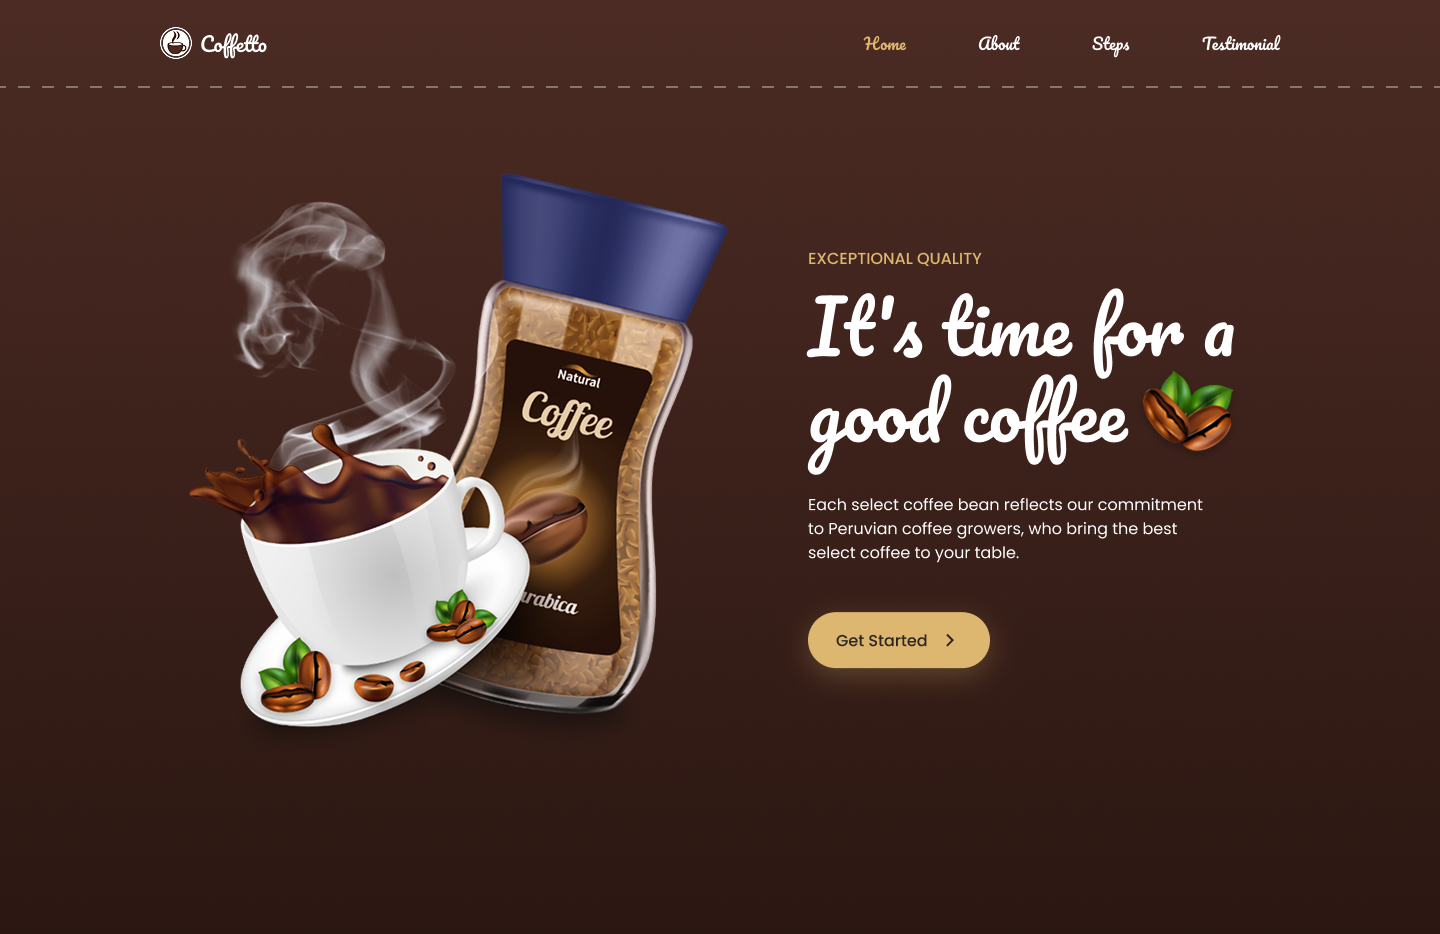 Coffetto
Home About Steps Testimonial
EXCEPTIONAL QUALITY
It's time for a
good coffee
Each select coffee bean reflects our commitment
to Peruvian coffee growers, who bring the best
select coffee to your table.
Get Started
Natural
Coffee
rabica